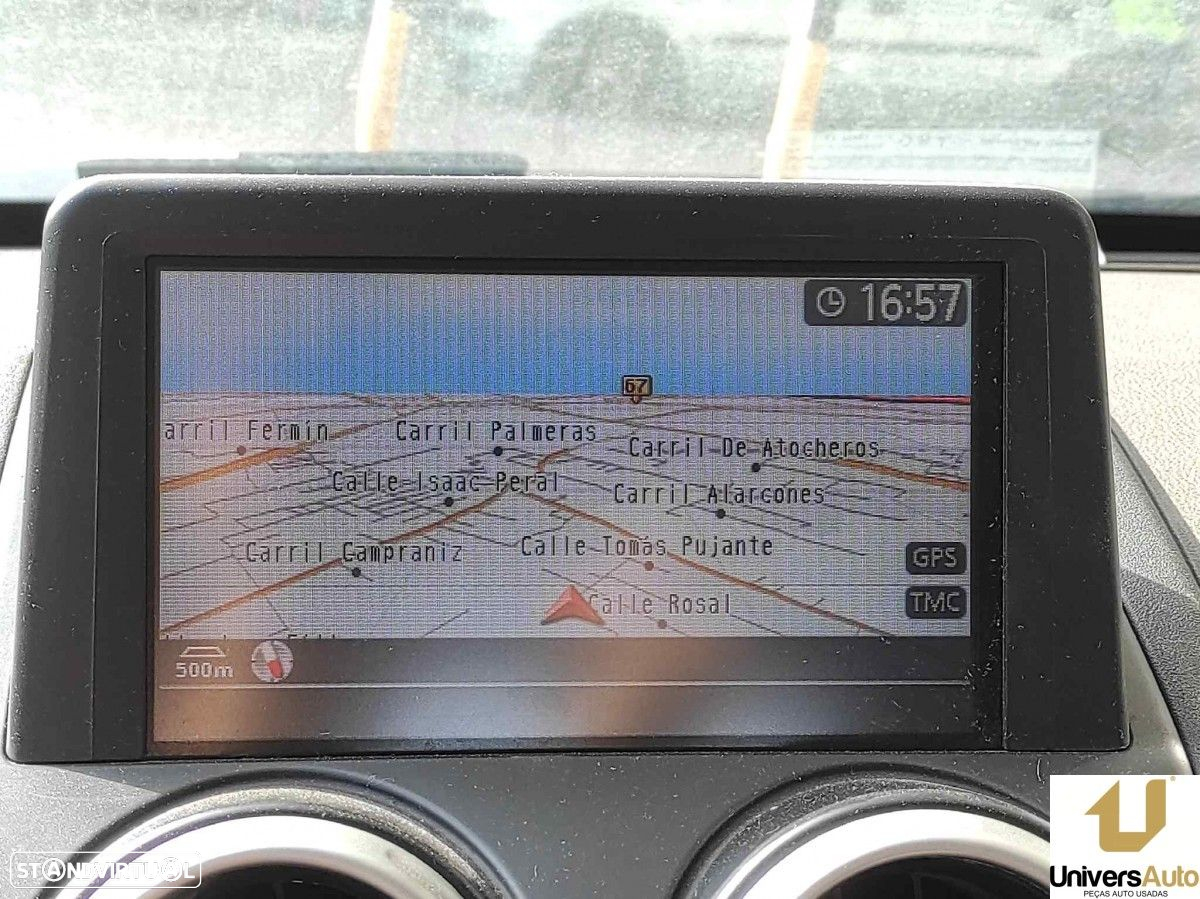 16:57
67
arril Fermin
Carril Palmeras
Carril De Atocheros
Calle Isaac Peral
Carril Alarcones
Carril Campraniz
Calle Tomás Pujante
GPS
Calle Rosal
TMC
500m
STANDVIRTUAL
UniversAuto
PEÇAS AUTO USADAS